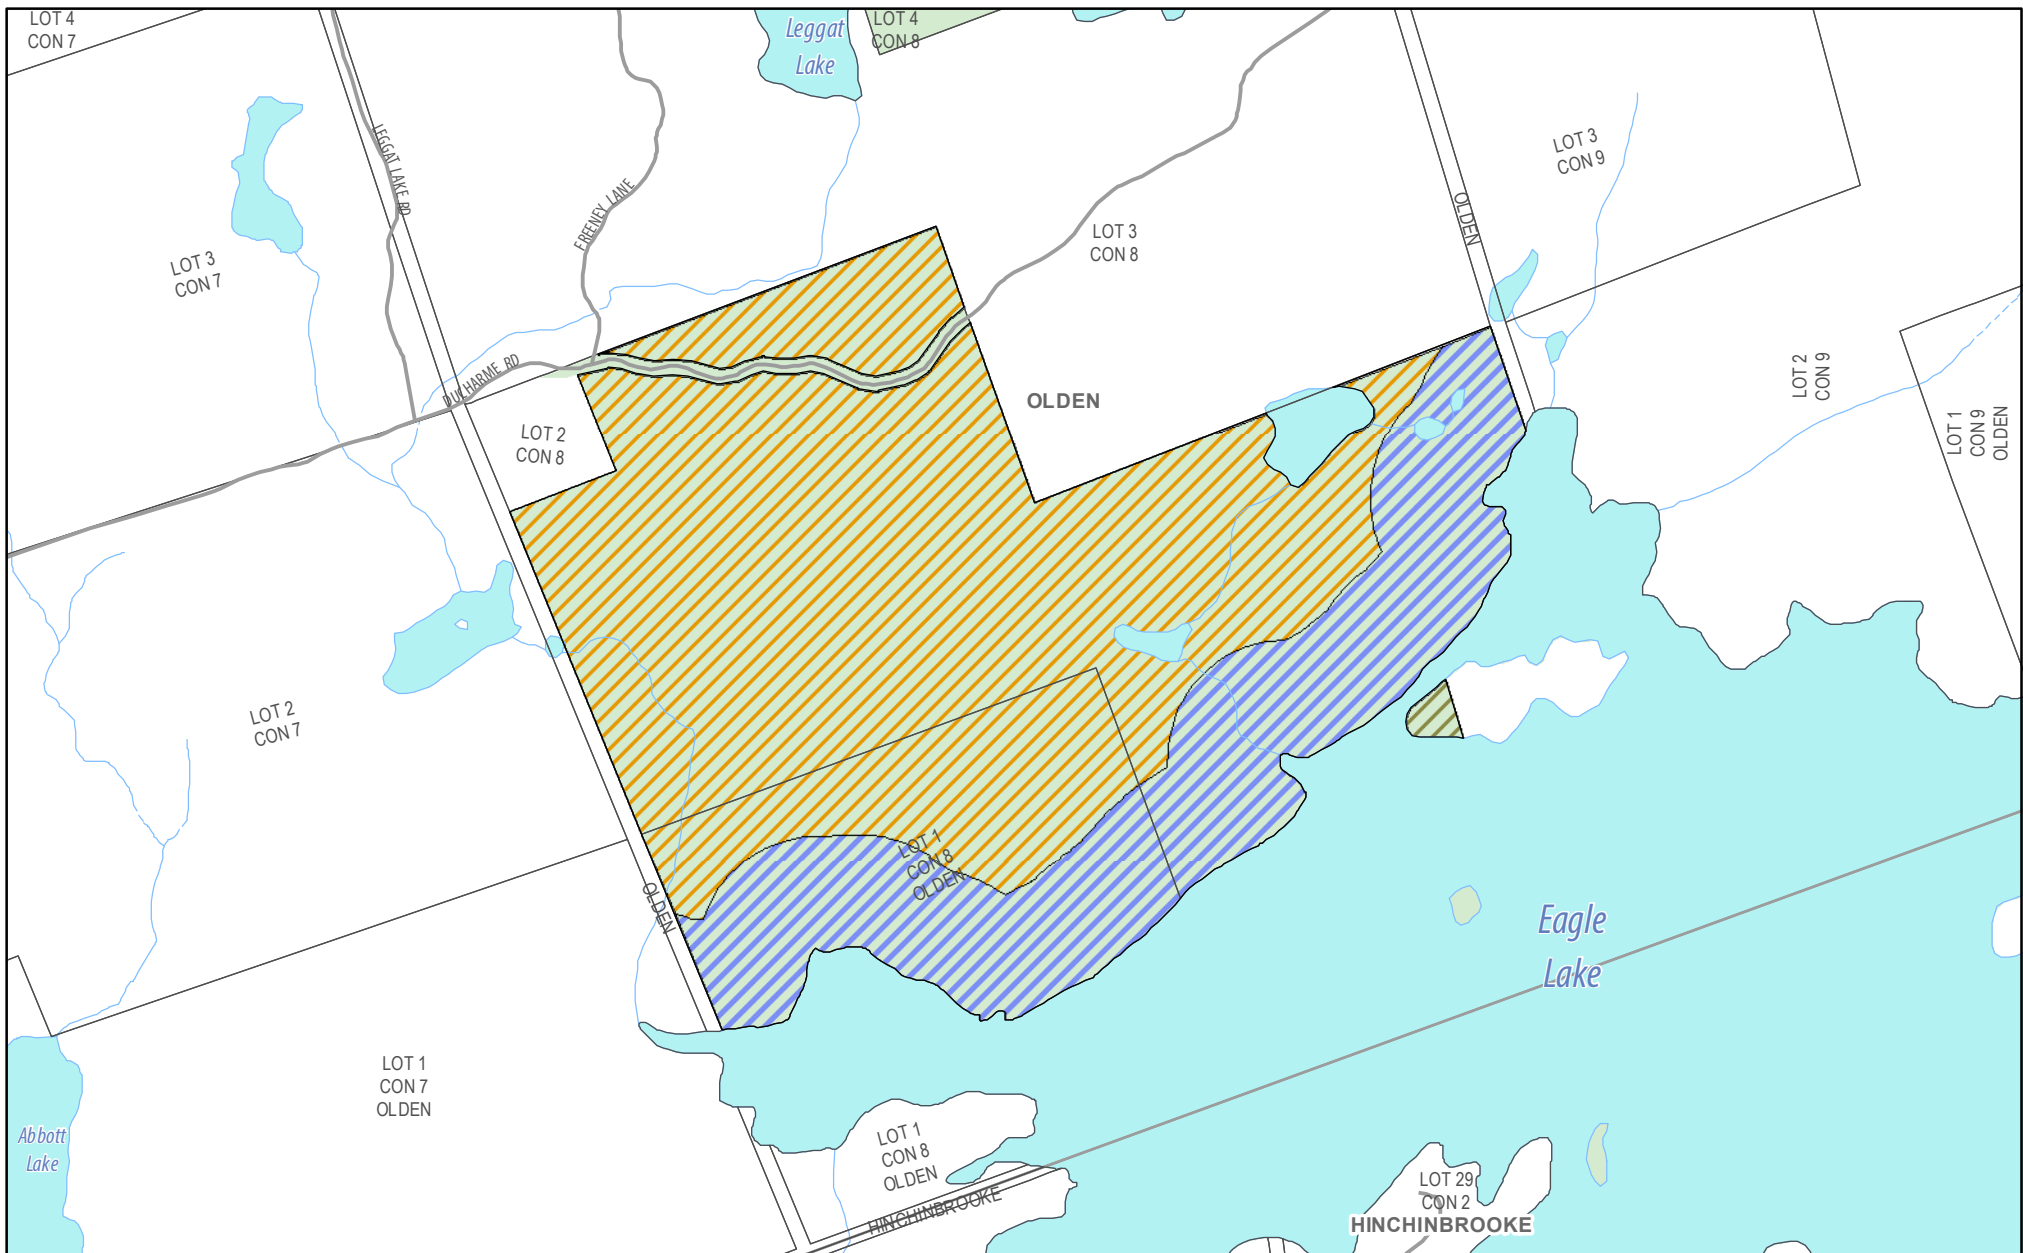 LOT 4
CON 7
Leggat
Lake
LOT 4
CON 8
LEGGAT LAKE RD
FREENEY LANE
LOT 3
CON 9
OLDEN
LOT 3
CON 7
LOT 3
CON 8
DULHARME RD
LOT 2
CON 9
OLDEN
LOT 1
CON 9
OLDEN
LOT 2
CON 8
LOT 2
CON 7
LOT 1
CON 8
OLDEN
OLDEN
Eagle
Lake
LOT 1
CON 7
OLDEN
Abbott
Lake
LOT 1
CON 8
OLDEN
HINCHINBROOKE
LOT 29
CON 2
HINCHINBROOKE